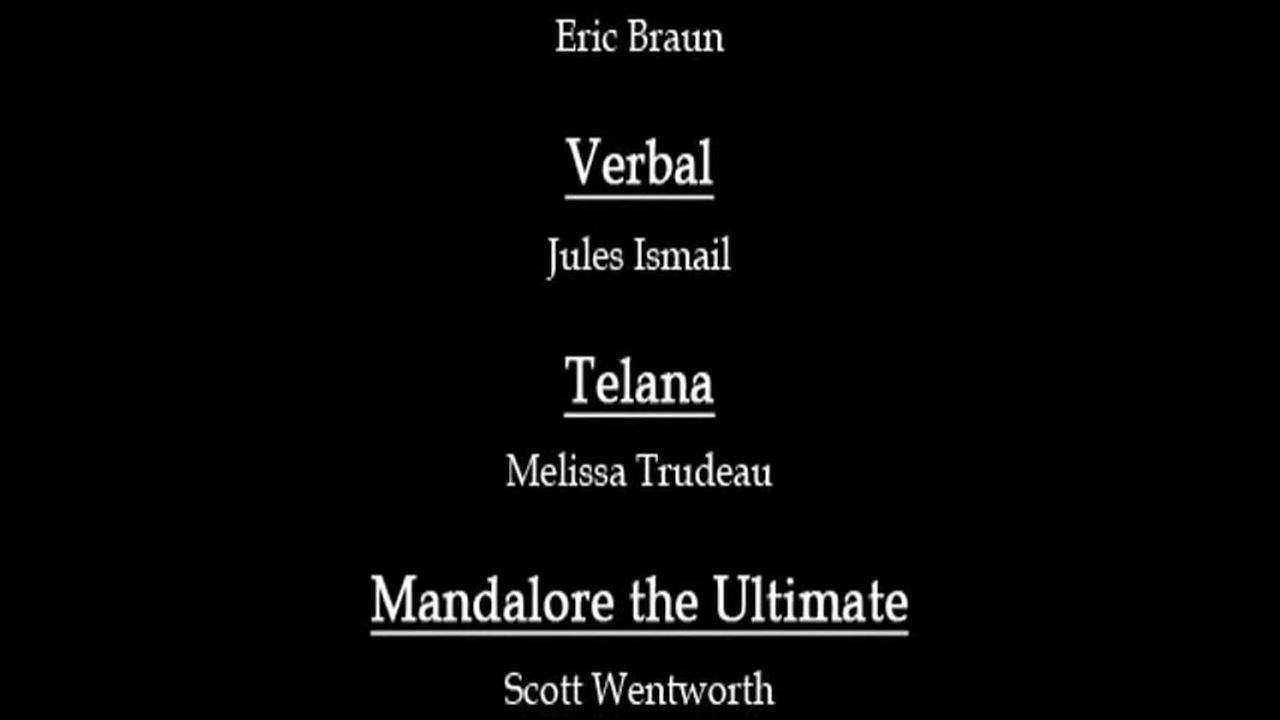 Eric Braun
Verbal
Jules Ismail
Telana
Melissa Trudeau
Mandalore the Ultimate
Scott Wentworth